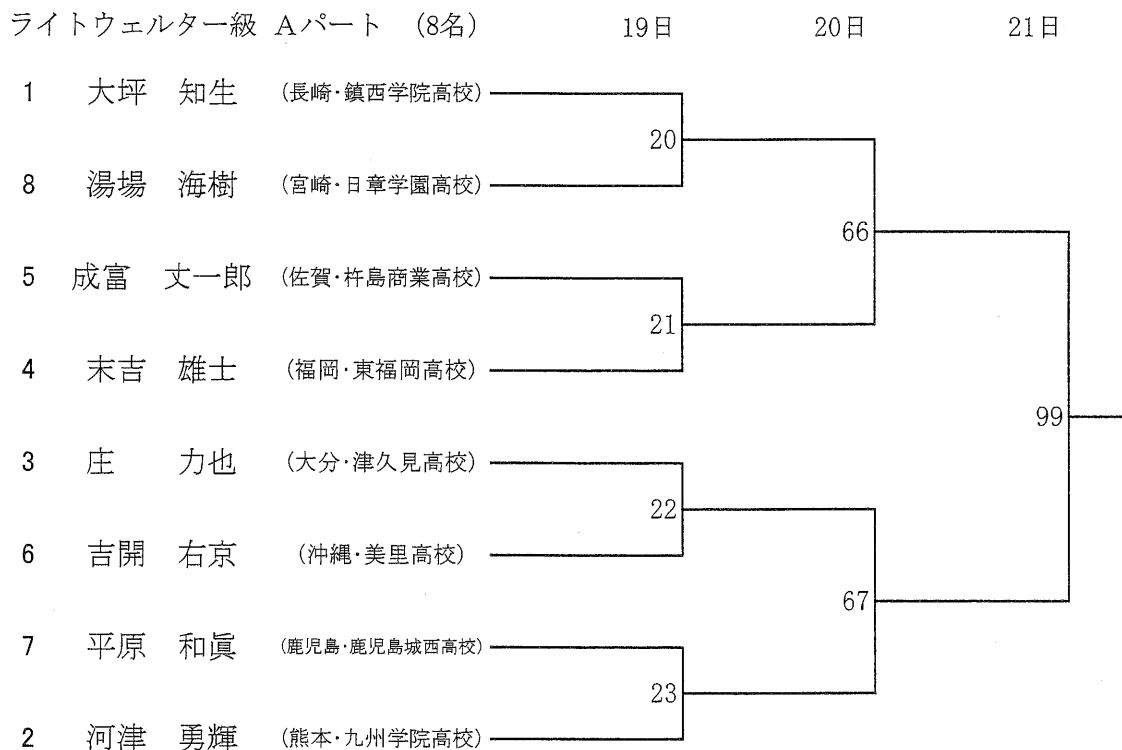 ライトウェルター級 Aパート (8名) 19日 20日 21日
1 大坪 知生 (長崎・鎮西学院高校)
20
8 湯場 海樹 (宮崎・日章学園高校)
66
5 成富 丈一郎 (佐賀・杵島商業高校)
21
4 末吉 雄士 (福岡・東福岡高校)
99
3 庄 力也 (大分・津久見高校)
22
6 吉開 右京 (沖縄・美里高校)
67
7 平原 和眞 (鹿児島・鹿児島城西高校)
23
2 河津 勇輝 (熊本・九州学院高校)